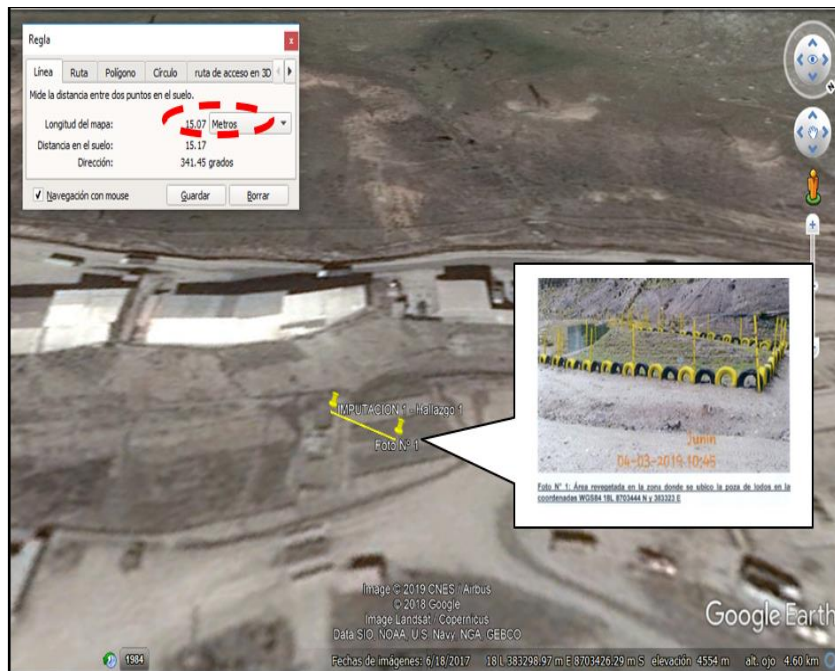 Regla
Línea Ruta Polígono Círculo ruta de acceso en 3D
Mide la distancia entre dos puntos en el suelo.
Longitud del mapa: 15.07 Metros
Distancia en el suelo: 15.17
Dirección: 341.45 grados
Navegación con mouse Guardar Borrar
IMPUTACION 1 - Hallazgo 1
Foto N° 1
Junin
04-03-2019 10:45
Foto N° 1: Área revegetada en la zona donde se ubico la poza de lodos en la
coordenadas WGS84 18L 8703444 N y 383323 E
Image © 2019 CNES / Airbus
© 2018 Google
Image Landsat / Copernicus
Data SIO, NOAA, U.S. Navy, NGA, GEBCO
Google Earth
1984
Fechas de imágenes: 6/18/2017 18 L 383298.97 m E 8703426.29 m S elevación 4554 m alt. ojo 4.60 km